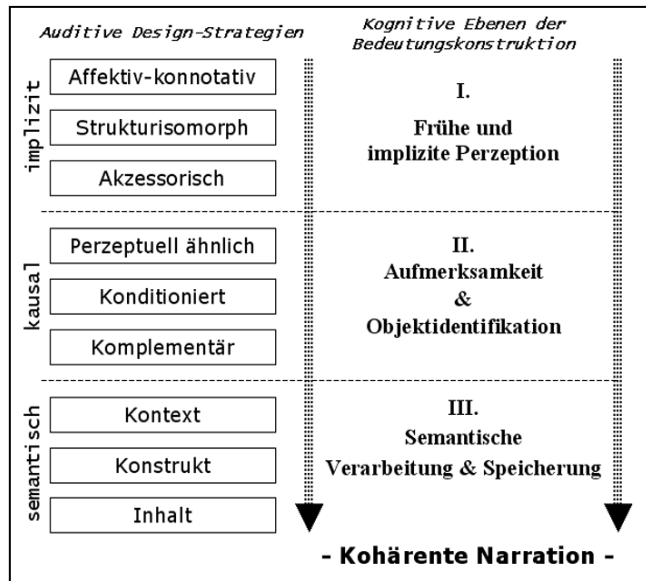 Auditive Design-Strategien
Kognitive Ebenen der
Bedeutungskonstruktion
implizit
Affektiv-konnotativ
Strukturisomorph
Akzessorisch
I.
Frühe und
implizite Perzeption
kausal
Perzeptuell ähnlich
Konditioniert
Komplementär
II.
Aufmerksamkeit
&
Objektidentifikation
semantisch
Kontext
Konstrukt
Inhalt
III.
Semantische
Verarbeitung & Speicherung
- Kohärente Narration -